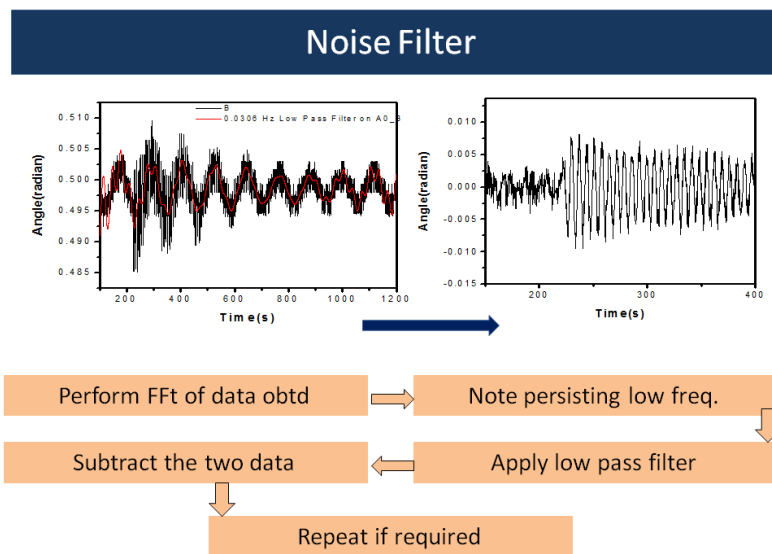 Noise Filter
B
0.0306 Hz Low Pass Filter on A0_B
0.510
0.505
0.500
0.495
0.490
0.485
Angle(radian)
200 400 600 800 1000 1200
Time(s)
0.010
0.005
0.000
-0.005
-0.010
-0.015
Angle(radian)
200 300 400
Time(s)
Perform FFt of data obtd
Note persisting low freq.
Subtract the two data
Apply low pass filter
Repeat if required